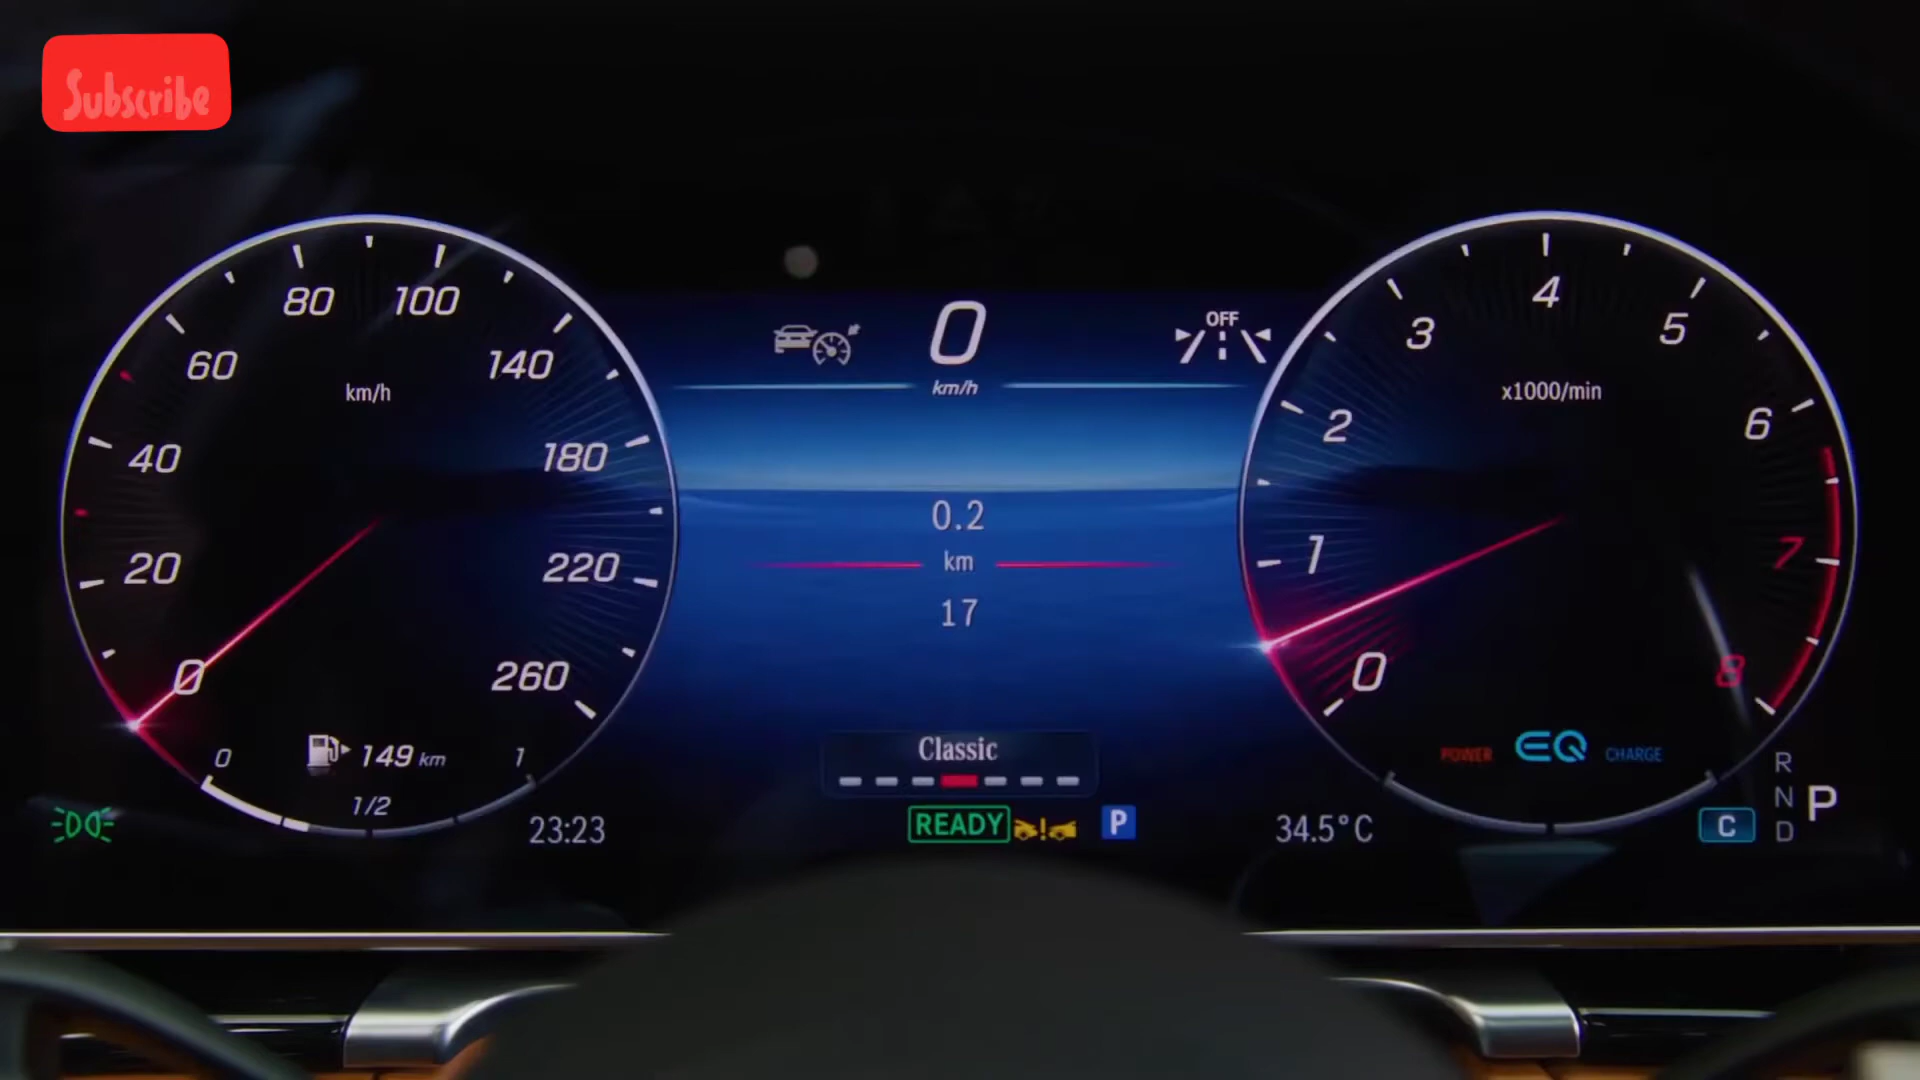 Subscribe
0
20
40
60
80
100
140
180
220
260
km/h
0
149 km
1
1/2
23:23
0
km/h
OFF
0.2
km
17
Classic
READY
P
34.5°C
0
1
2
3
4
5
6
7
8
x1000/min
POWER
EQ
CHARGE
C
R
N
D
P